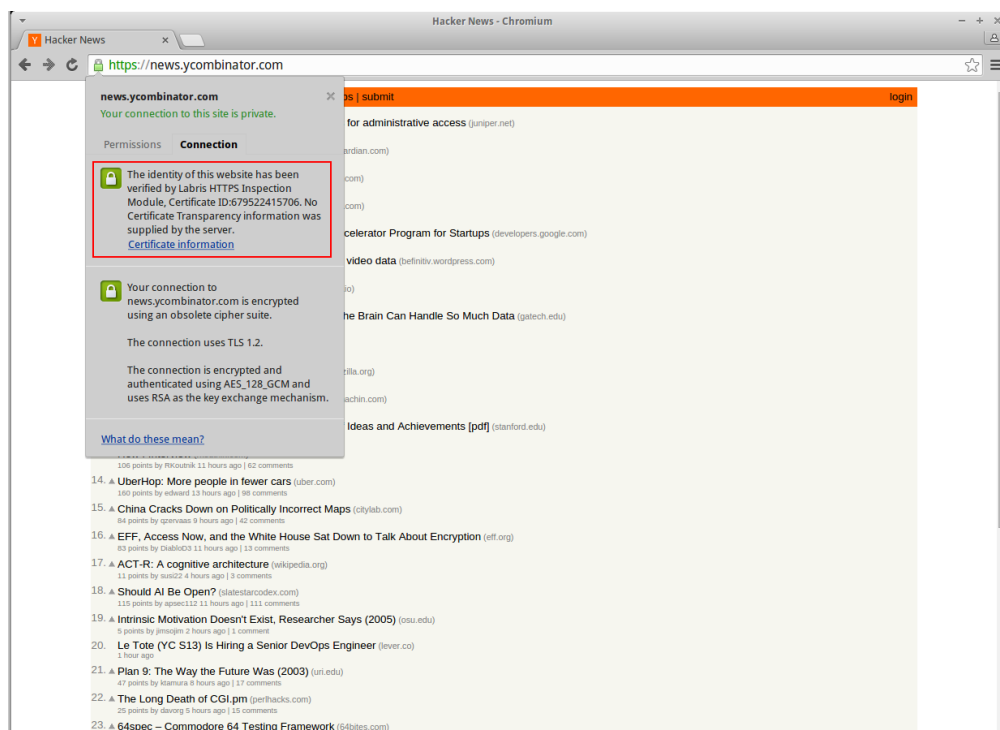 Hacker News - Chromium
Y Hacker News
https://news.ycombinator.com
news.ycombinator.com
Your connection to this site is private.
Permissions Connection
The identity of this website has been
verified by Labris HTTPS Inspection
Module, Certificate ID:679522415706. No
Certificate Transparency information was
supplied by the server.
Certificate information
Your connection to
news.ycombinator.com is encrypted
using an obsolete cipher suite.
The connection uses TLS 1.2.
The connection is encrypted and
authenticated using AES_128_GCM and
uses RSA as the key exchange mechanism.
What do these mean?
| submit login
for administrative access (juniper.net)
celerator Program for Startups (developers.google.com)
video data (befinitiv.wordpress.com)
he Brain Can Handle So Much Data (gatech.edu)
Ideas and Achievements [pdf] (stanford.edu)
106 points by RKoutnik 11 hours ago | 62 comments
14. UberHop: More people in fewer cars (uber.com)
160 points by edward 13 hours ago | 98 comments
15. China Cracks Down on Politically Incorrect Maps (citylab.com)
84 points by qzervaas 9 hours ago | 42 comments
16. EFF, Access Now, and the White House Sat Down to Talk About Encryption (eff.org)
83 points by DiabloD3 11 hours ago | 13 comments
17. ACT-R: A cognitive architecture (wikipedia.org)
11 points by susi22 4 hours ago | 3 comments
18. Should AI Be Open? (slatestarcodex.com)
115 points by apsec112 11 hours ago | 111 comments
19. Intrinsic Motivation Doesn't Exist, Researcher Says (2005) (osu.edu)
5 points by jimsojim 2 hours ago | 1 comment
20. Le Tote (YC S13) Is Hiring a Senior DevOps Engineer (lever.co)
1 hour ago
21. Plan 9: The Way the Future Was (2003) (uri.edu)
47 points by ktamura 8 hours ago | 17 comments
22. The Long Death of CGI.pm (perlhacks.com)
25 points by davorg 5 hours ago | 15 comments
23. 64spec – Commodore 64 Testing Framework (64bites.com)